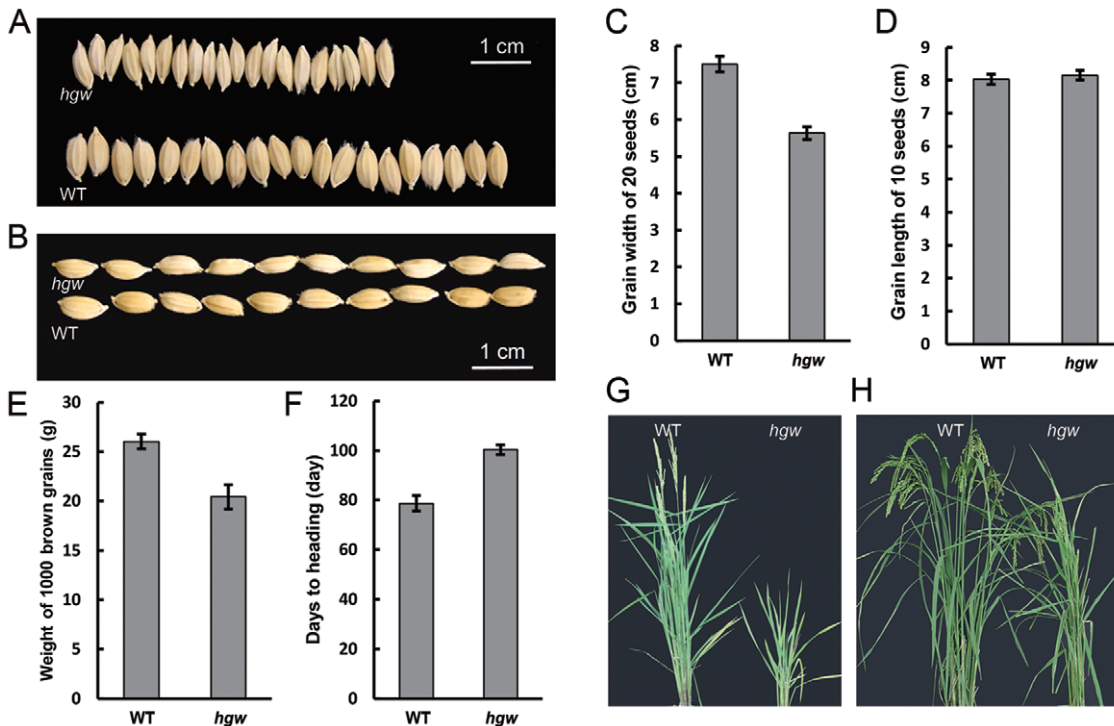 A
hgw
1 cm
WT
B
hgw
WT
1 cm
C
Grain width of 20 seeds (cm)
8
7
6
5
4
3
2
1
0
WT
hgw
D
Grain length of 10 seeds (cm)
9
8
7
6
5
4
3
2
1
0
WT
hgw
E
Weight of 1000 brown grains (g)
30
25
20
15
10
5
0
WT
hgw
F
Days to heading (day)
120
100
80
60
40
20
0
WT
hgw
G
WT
hgw
H
WT
hgw